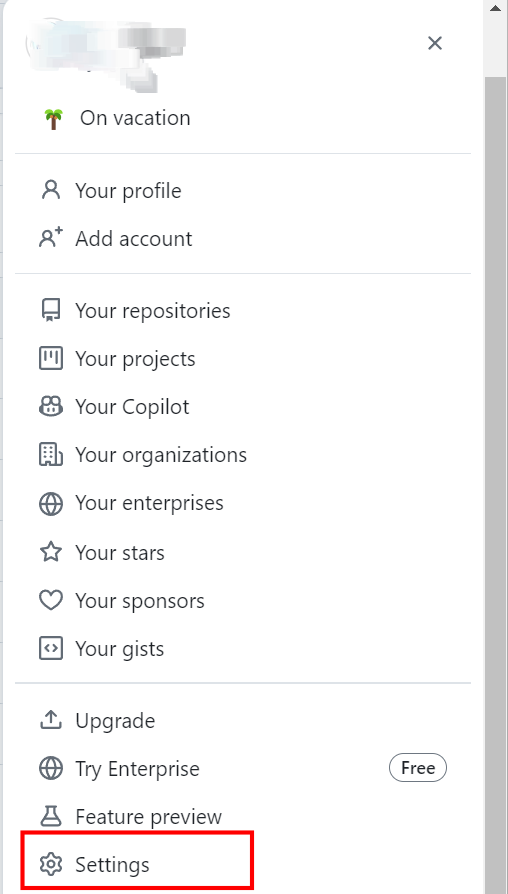 On vacation
Your profile
Add account
Your repositories
Your projects
Your Copilot
Your organizations
Your enterprises
Your stars
Your sponsors
Your gists
Upgrade
Try Enterprise Free
Feature preview
Settings